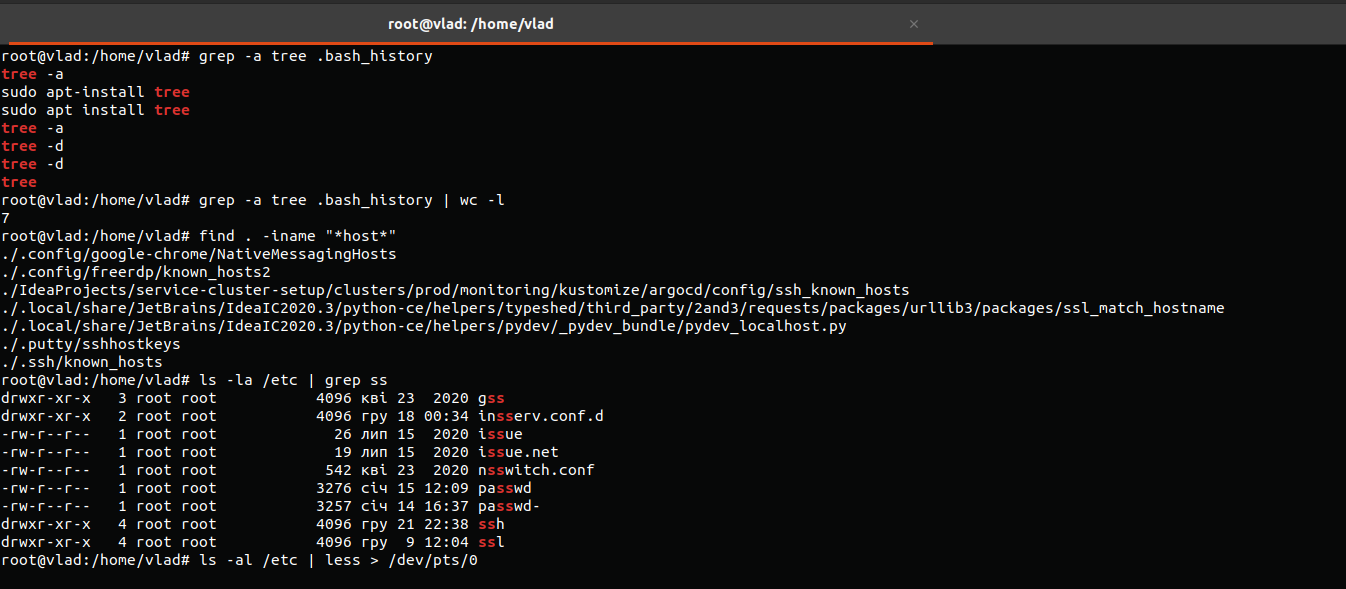 root@vlad: /home/vlad
root@vlad:/home/vlad# grep -a tree .bash_history
tree -a
sudo apt-install tree
sudo apt install tree
tree -a
tree -d
tree -d
tree
root@vlad:/home/vlad# grep -a tree .bash_history | wc -l
7
root@vlad:/home/vlad# find . -iname "*host*"
./.config/google-chrome/NativeMessagingHosts
./.config/freerdp/known_hosts2
./IdeaProjects/service-cluster-setup/clusters/prod/monitoring/kustomize/argocd/config/ssh_known_hosts
./.local/share/JetBrains/IdeaIC2020.3/python-ce/helpers/typeshed/third_party/2and3/requests/packages/urllib3/packages/ssl_match_hostname
./.local/share/JetBrains/IdeaIC2020.3/python-ce/helpers/pydev/_pydev_bundle/pydev_localhost.py
./.putty/sshhostkeys
./.ssh/known_hosts
root@vlad:/home/vlad# ls -la /etc | grep ss
drwxr-xr-x   3 root root           4096 кві 23  2020 gss
drwxr-xr-x   2 root root           4096 гру 18 00:34 insserv.conf.d
-rw-r--r--   1 root root             26 лип 15  2020 issue
-rw-r--r--   1 root root             19 лип 15  2020 issue.net
-rw-r--r--   1 root root            542 кві 23  2020 nsswitch.conf
-rw-r--r--   1 root root           3276 січ 15 12:09 passwd
-rw-r--r--   1 root root           3257 січ 14 16:37 passwd-
drwxr-xr-x   4 root root           4096 гру 21 22:38 ssh
drwxr-xr-x   4 root root           4096 гру  9 12:04 ssl
root@vlad:/home/vlad# ls -al /etc | less > /dev/pts/0